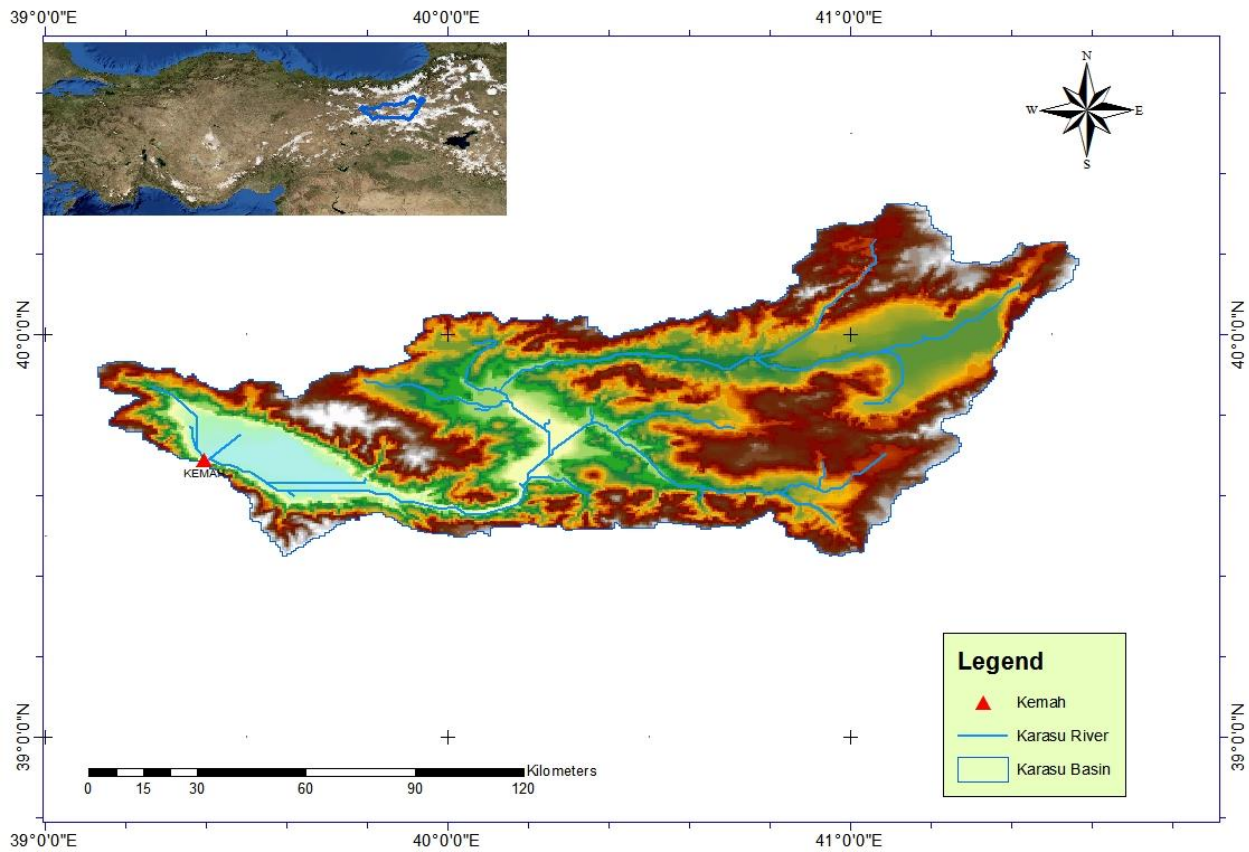 39°0'0"E 40°0'0"E 41°0'0"E
N
W E
S
40°0'0"N 40°0'0"N
KEMAH
Legend
Kemah
Karasu River
Karasu Basin
39°0'0"N 39°0'0"N
Kilometers
0 15 30 60 90 120
39°0'0"E 40°0'0"E 41°0'0"E